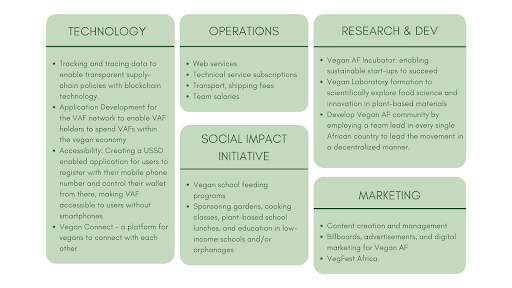 TECHNOLOGY
Tracking and tracing data to
enable transparent supply-
chain policies with blockchain
technology.
Application Development for
the VAF network to enable VAF
holders to spend VAFs within
the vegan economy
Accessibility: Creating a USSD
enabled application for users to
register with their mobile phone
number and control their wallet
from there, making VAF
accessible to users without
smartphones
Vegan Connect - a platform for
vegans to connect with each
other
OPERATIONS
Web services
Technical service subscriptions
Transport, shipping fees
Team salaries
SOCIAL IMPACT
INITIATIVE
Vegan school feeding
programs
Sponsoring gardens, cooking
classes, plant-based school
lunches, and education in low-
income schools and/or
orphanages
RESEARCH & DEV
Vegan AF Incubator: enabling
sustainable start-ups to succeed
Vegan Laboratory formation to
scientifically explore food science and
innovation in plant-based materials
Develop Vegan AF community by
employing a team lead in every single
African country to lead the movement in
a decentralized manner.
MARKETING
Content creation and management
Billboards, advertisements, and digital
marketing for Vegan AF
VegFest Africa